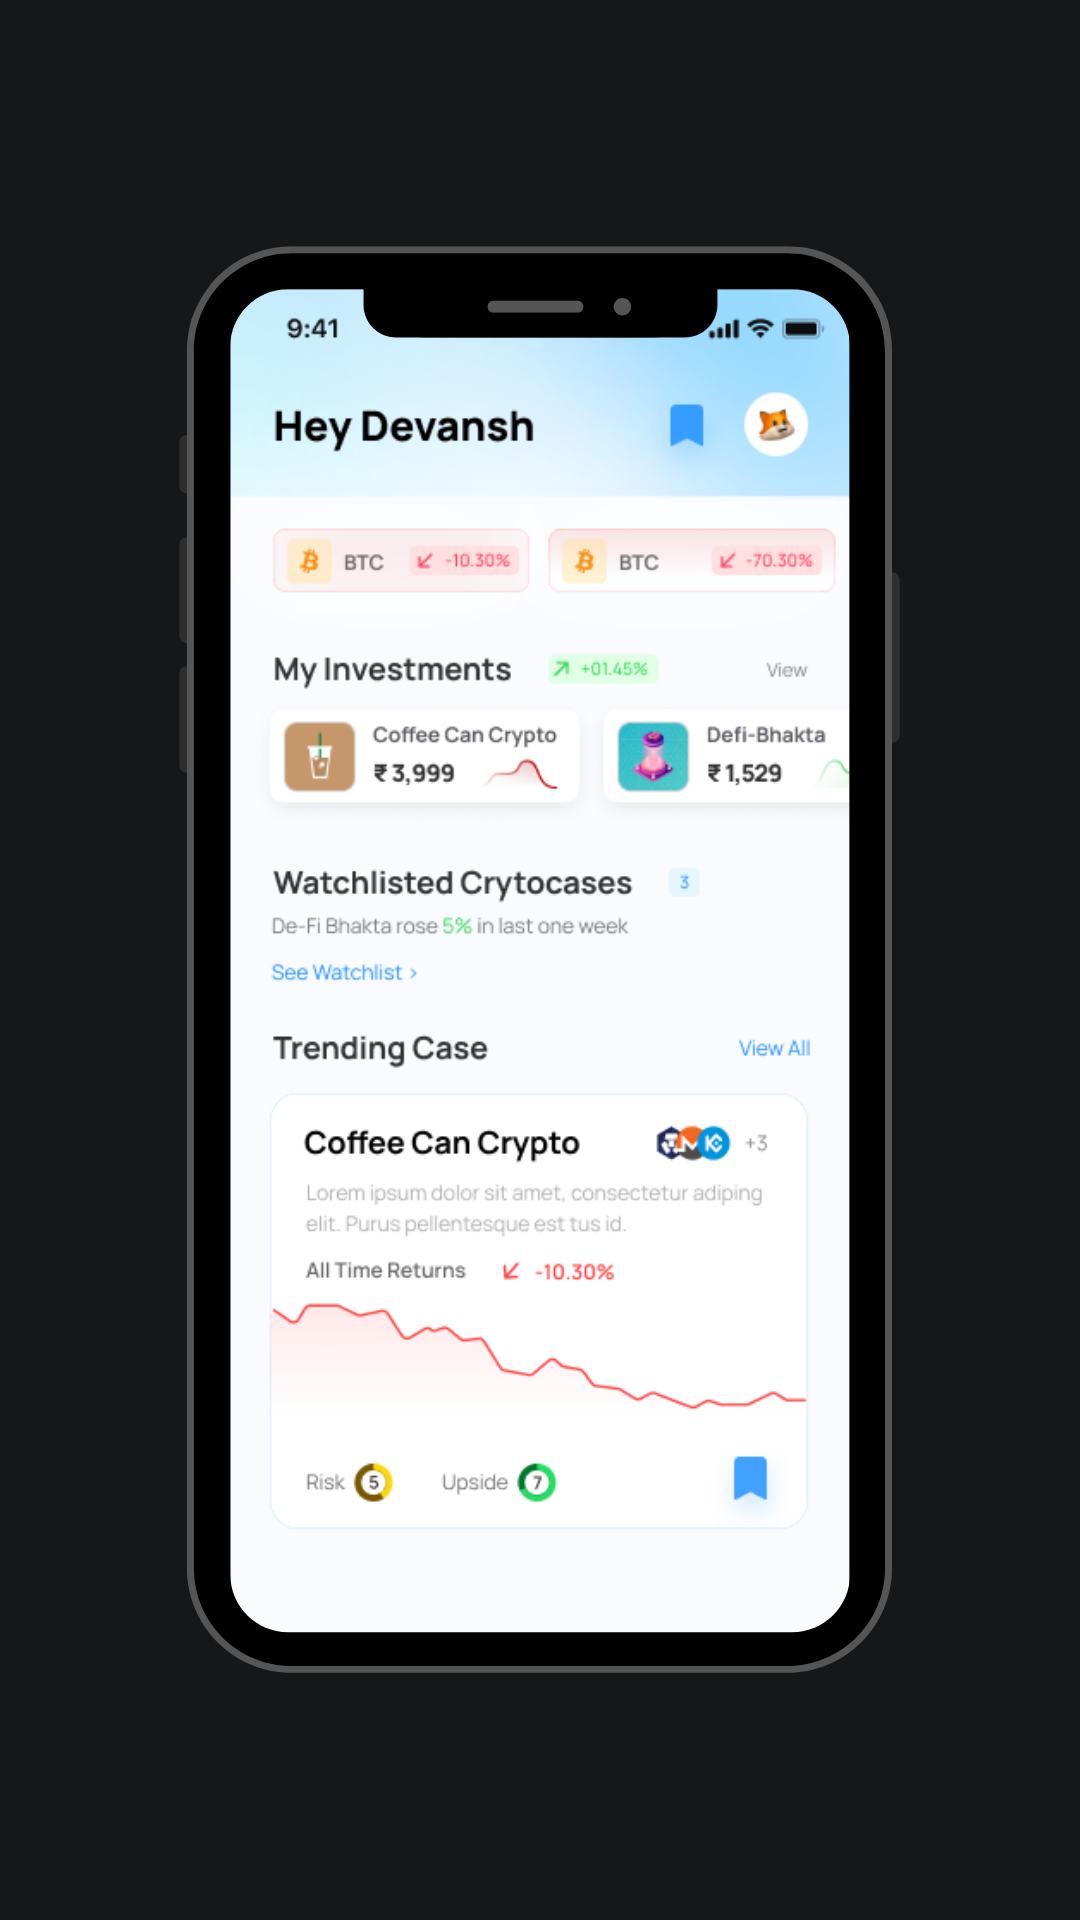 9:41
Hey Devansh
BTC -10.30% BTC -70.30%
My Investments +01.45% View
Coffee Can Crypto Defi-Bhakta
₹ 3,999 ₹ 1,529
Watchlisted Crytocases 3
De-Fi Bhakta rose 5% in last one week
See Watchlist >
Trending Case View All
Coffee Can Crypto +3
Lorem ipsum dolor sit amet, consectetur adiping
elit. Purus pellentesque est tus id.
All Time Returns -10.30%
Risk 5 Upside 7